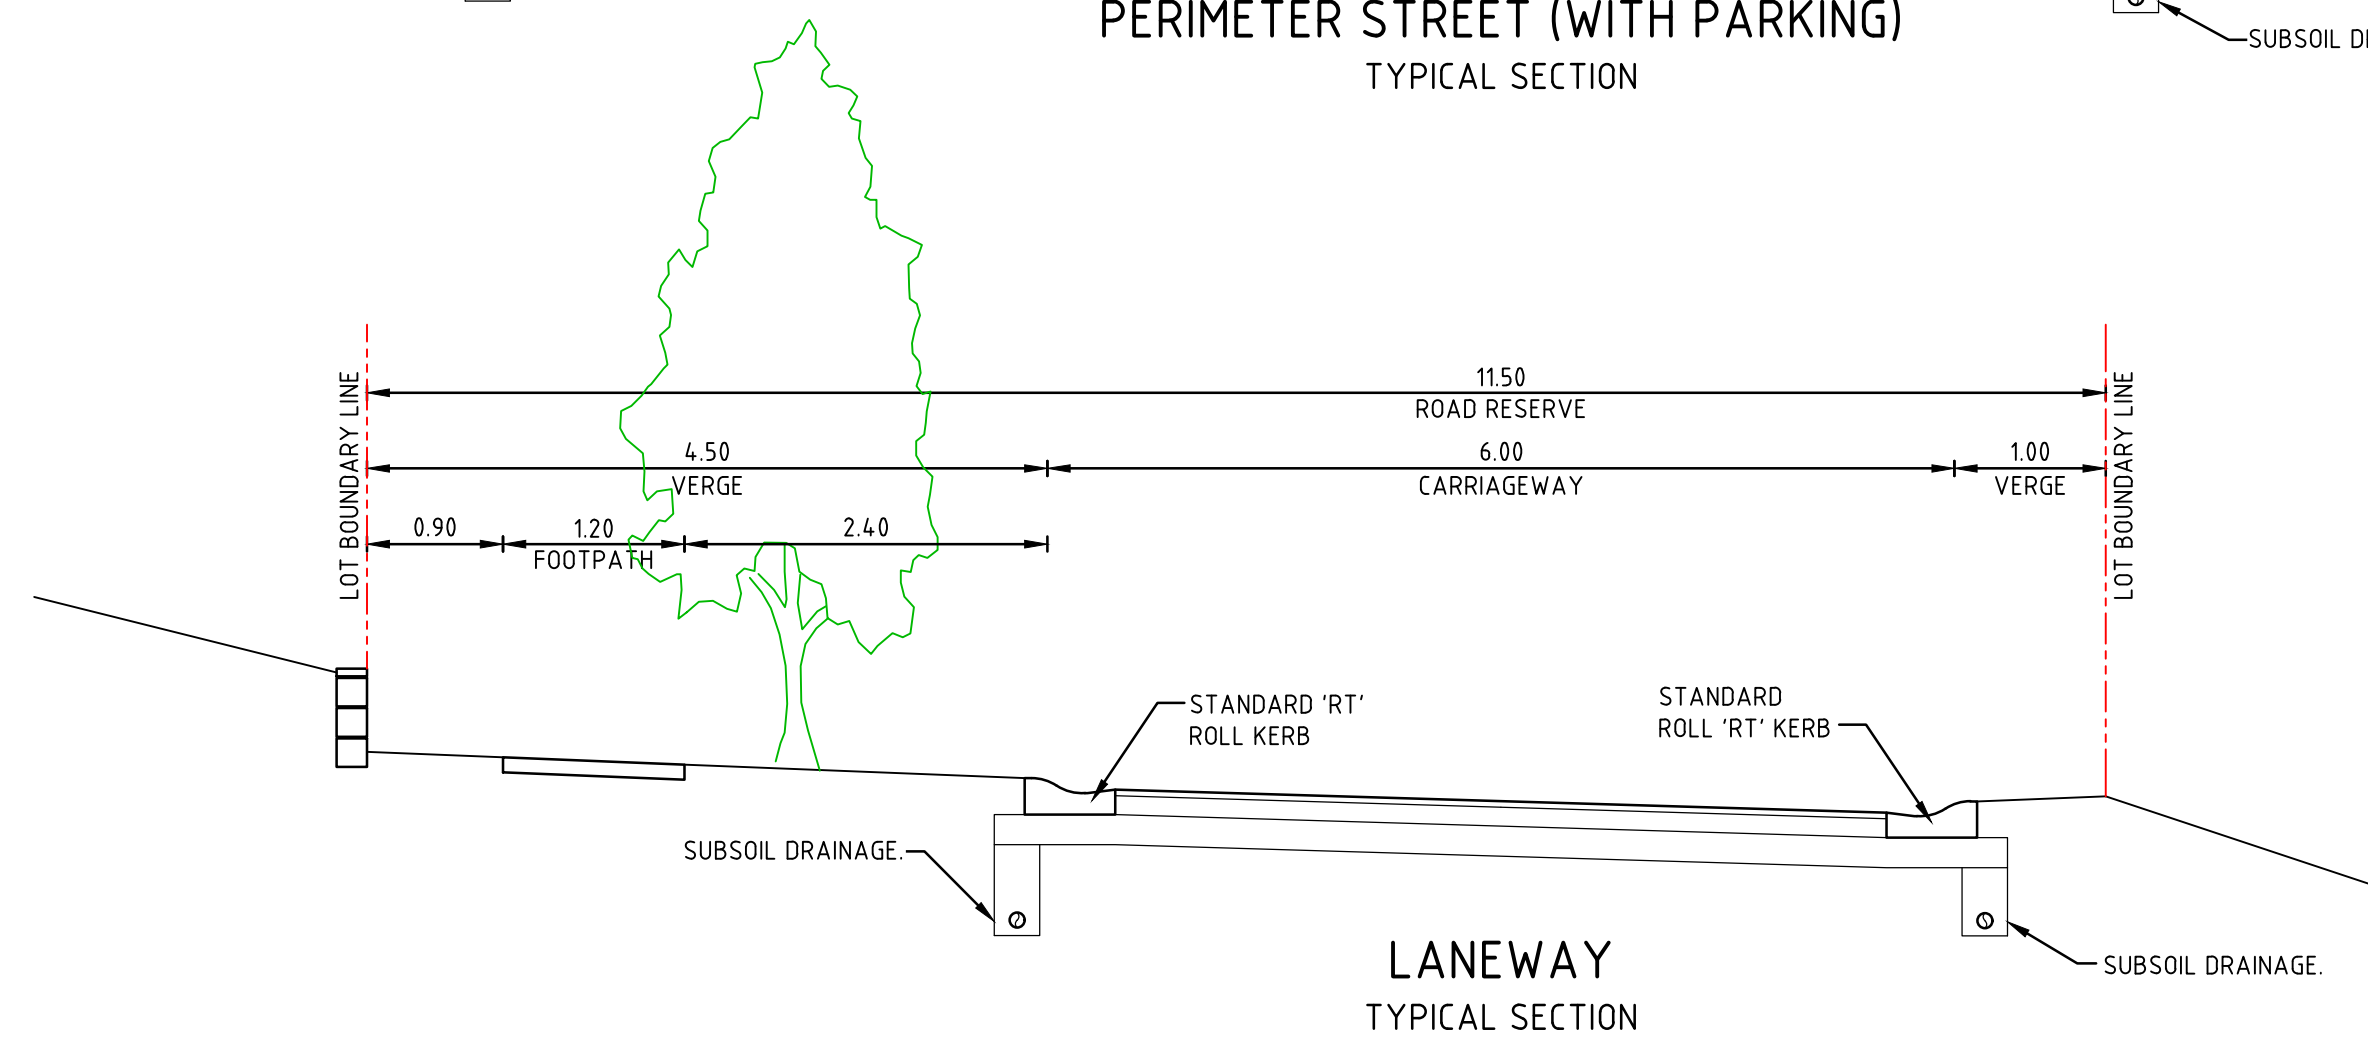 PERIMETER STREET (WITH PARKING)
TYPICAL SECTION
SUBSOIL
11.50
ROAD RESERVE
4.50
VERGE
6.00
CARRIAGEWAY
1.00
VERGE
0.90
1.20
FOOTPATH
2.40
LOT BOUNDARY LINE
LOT BOUNDARY LINE
STANDARD 'RT'
ROLL KERB
STANDARD
ROLL 'RT' KERB
SUBSOIL DRAINAGE.
SUBSOIL DRAINAGE.
LANEWAY
TYPICAL SECTION